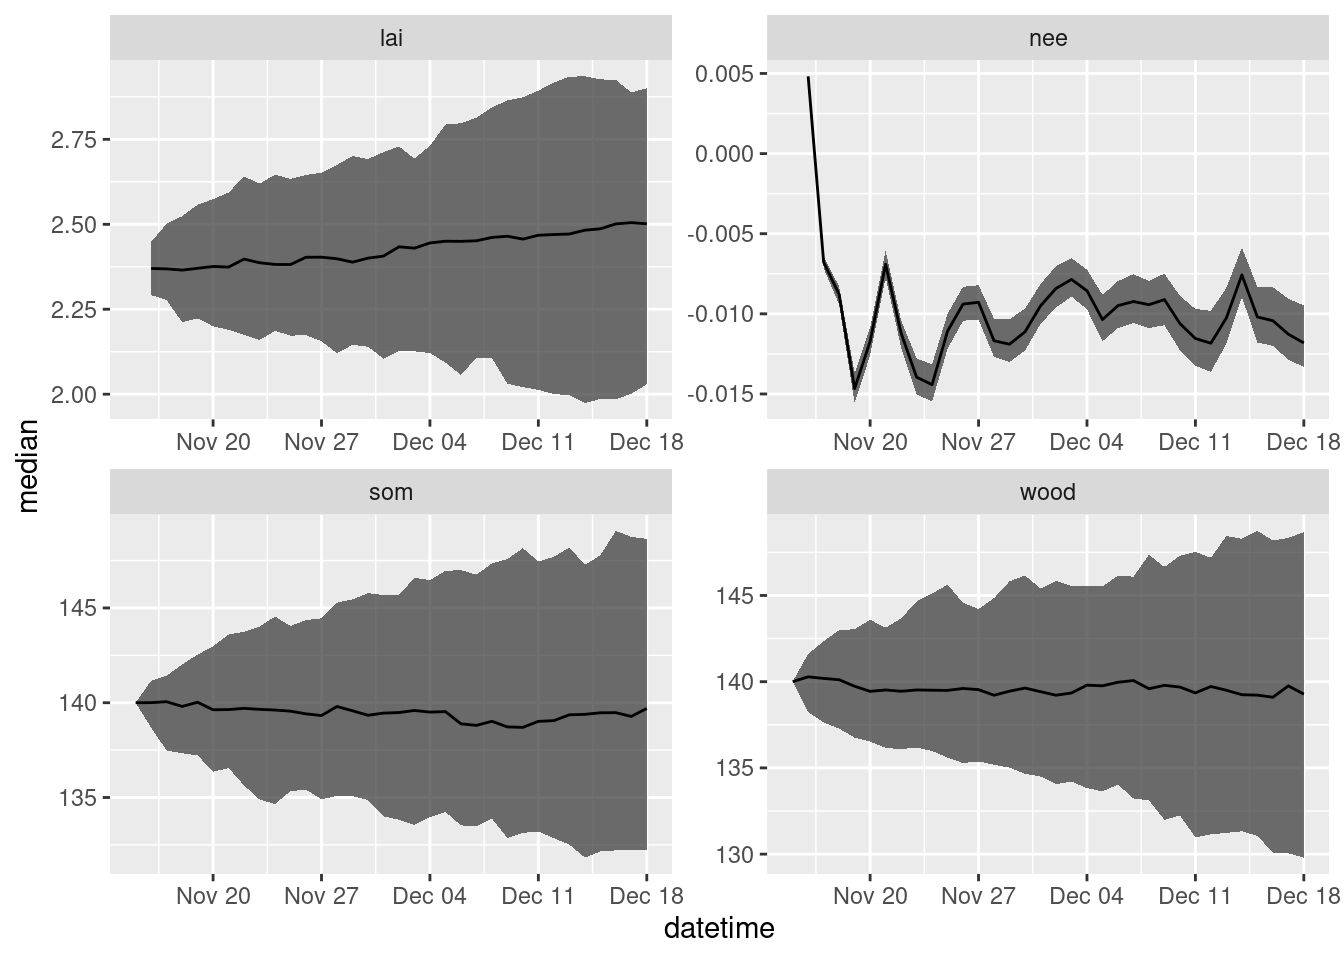 lai
nee
2.75
2.50
2.25
2.00
0.005
0.000
-0.005
-0.010
-0.015
Nov 20 Nov 27 Dec 04 Dec 11 Dec 18
Nov 20 Nov 27 Dec 04 Dec 11 Dec 18
median
som
wood
145
140
135
145
140
135
130
Nov 20 Nov 27 Dec 04 Dec 11 Dec 18
Nov 20 Nov 27 Dec 04 Dec 11 Dec 18
datetime